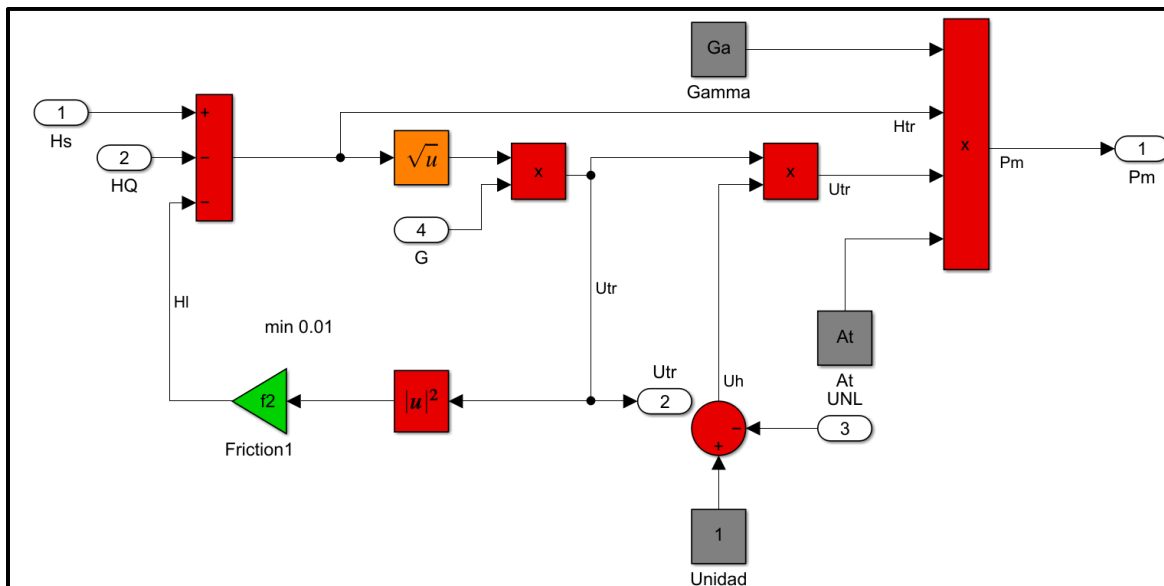 Ga
Gamma
1
Hs
+
2
HQ
−
−
√u
x
4
G
Htr
x
Utr
x
Pm
1
Pm
Hl
min 0.01
Utr
f2
Friction1
|u|²
Utr
2
Uh
At
At
UNL
3
−
+
1
Unidad